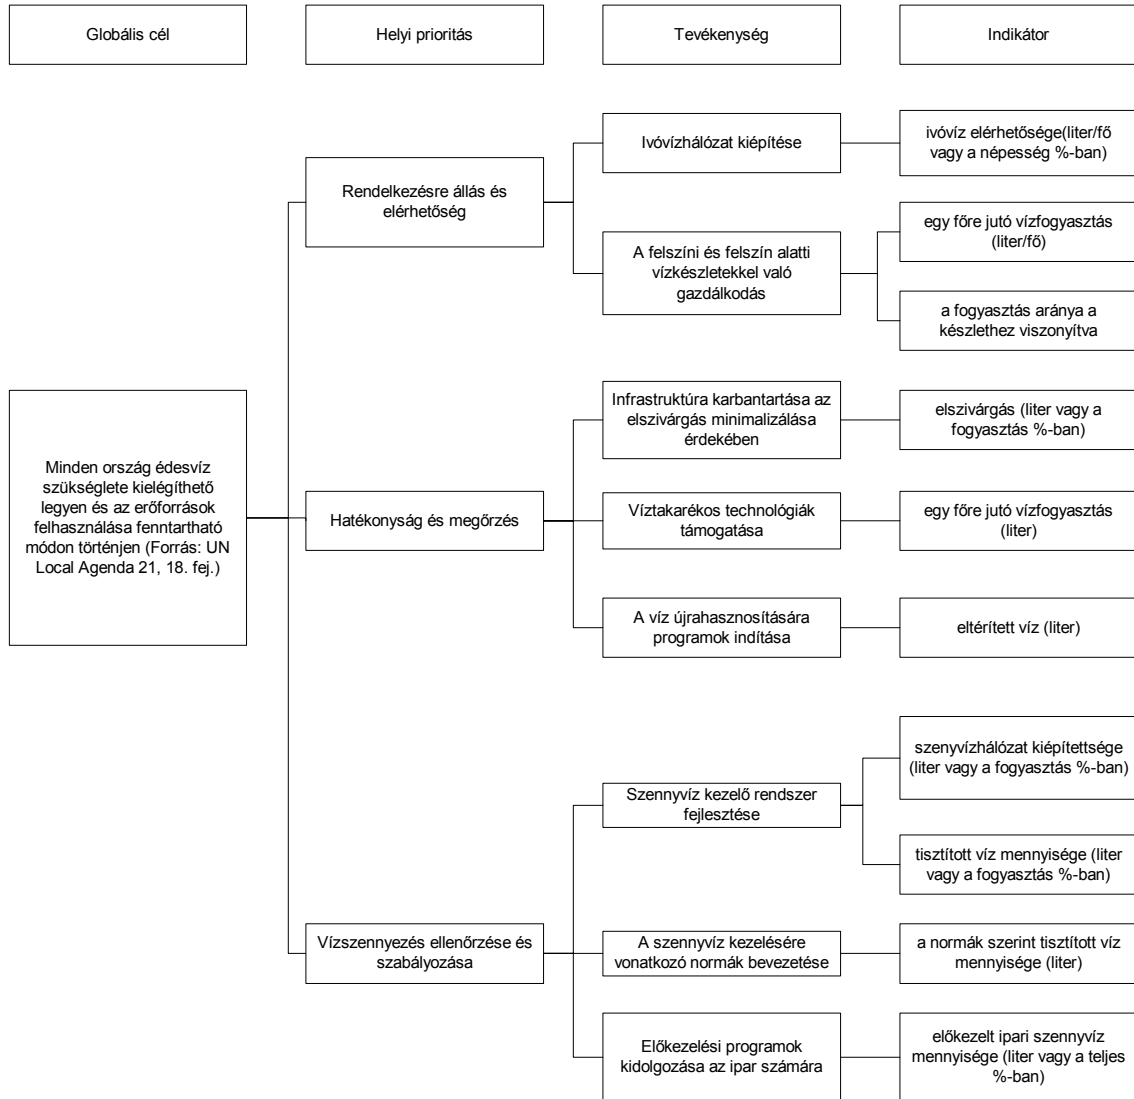 Globális cél
Helyi prioritás
Tevékenység
Indikátor
Minden ország édesvíz
szükséglete kielégíthető
legyen és az erőforrások
felhasználása fenntartható
módon történjen (Forrás: UN
Local Agenda 21, 18. fej.)
Rendelkezésre állás és
elérhetőség
Ivóvízhálózat kiépítése
ivóvíz elérhetősége(liter/fő
vagy a népesség %-ban)
A felszíni és felszín alatti
vízkészletekkel való
gazdálkodás
egy főre jutó vízfogyasztás
(liter/fő)
a fogyasztás aránya a
készlethez viszonyítva
Hatékonyság és megőrzés
Infrastruktúra karbantartása az
elszivárgás minimalizálása
érdekében
elszivárgás (liter vagy a
fogyasztás %-ban)
Víztakarékos technológiák
támogatása
egy főre jutó vízfogyasztás
(liter)
A víz újrahasznosítására
programok indítása
eltérített víz (liter)
Vízszennyezés ellenőrzése és
szabályozása
Szennyvíz kezelő rendszer
fejlesztése
szenyvízhálózat kiépítettsége
(liter vagy a fogyasztás %-ban)
tisztított víz mennyisége (liter
vagy a fogyasztás %-ban)
A szennyvíz kezelésére
vonatkozó normák bevezetése
a normák szerint tisztított víz
mennyisége (liter)
Előkezelési programok
kidolgozása az ipar számára
előkezelt ipari szennyvíz
mennyisége (liter vagy a teljes
%-ban)